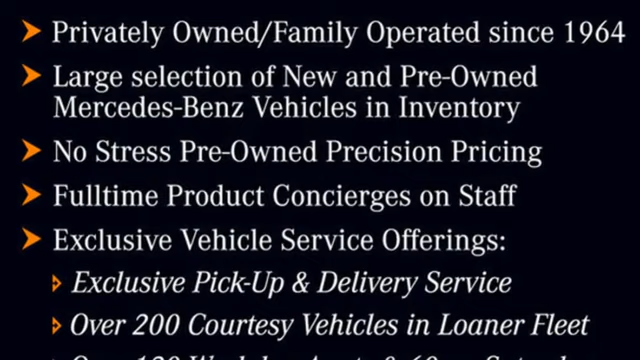 Privately Owned/Family Operated since 1964
Large selection of New and Pre-Owned
Mercedes-Benz Vehicles in Inventory
No Stress Pre-Owned Precision Pricing
Fulltime Product Concierges on Staff
Exclusive Vehicle Service Offerings:
Exclusive Pick-Up & Delivery Service
Over 200 Courtesy Vehicles in Loaner Fleet
Over 120